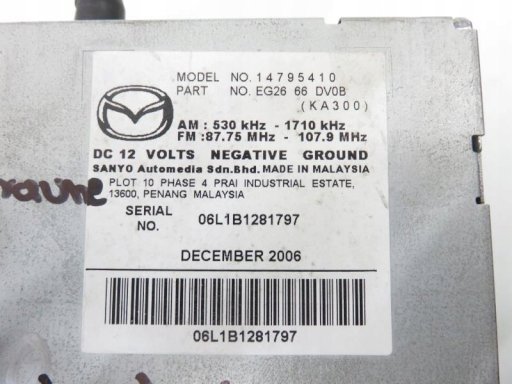 MODEL NO. 14795410
PART NO. EG26 66 DV0B
(KA300)
AM : 530 kHz - 1710 kHz
FM : 87.75 MHz - 107.9 MHz
DC 12 VOLTS NEGATIVE GROUND
SANYO Automedia Sdn.Bhd. MADE IN MALAYSIA
PLOT 10 PHASE 4 PRAI INDUSTRIAL ESTATE,
13600, PENANG MALAYSIA
SERIAL NO. 06L1B1281797
DECEMBER 2006
06L1B1281797